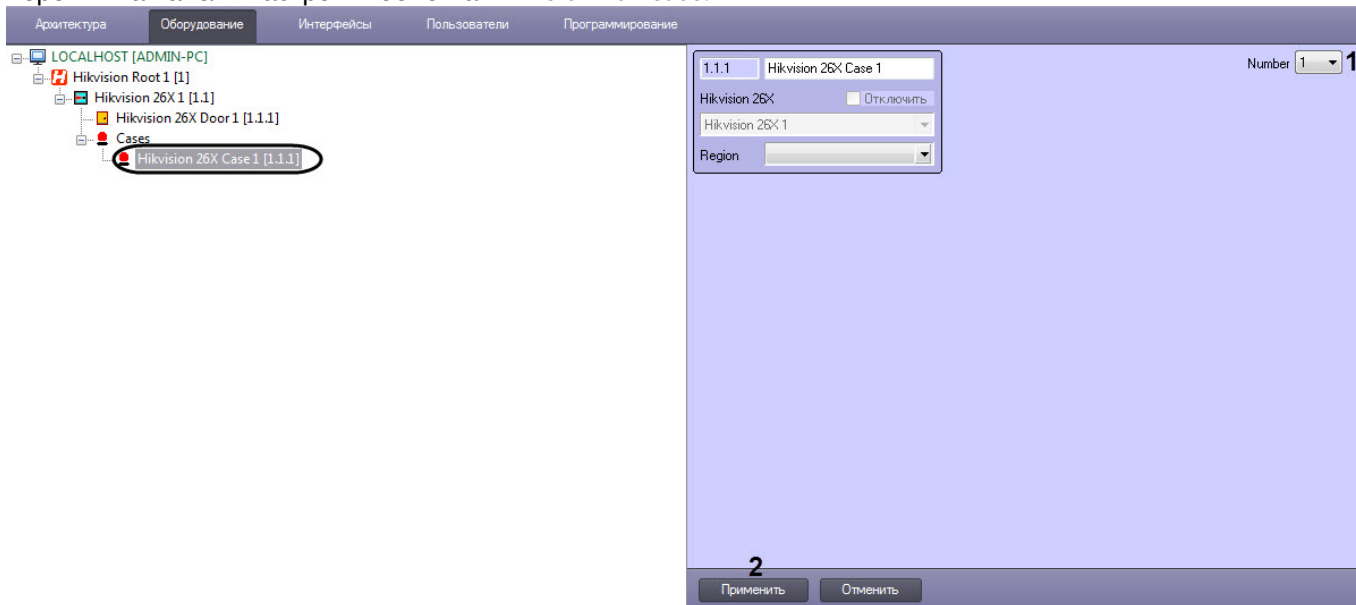 Архитектура Оборудование Интерфейсы Пользователи Программирование
LOCALHOST [ADMIN-PC]
Hikvision Root 1 [1]
Hikvision 26X 1 [1.1]
Hikvision 26X Door 1 [1.1.1]
Cases
Hikvision 26X Case 1 [1.1.1]
1.1.1 Hikvision 26X Case 1
Hikvision 26X Отключить
Hikvision 26X 1
Region
Number 1 1
2
Применить Отменить